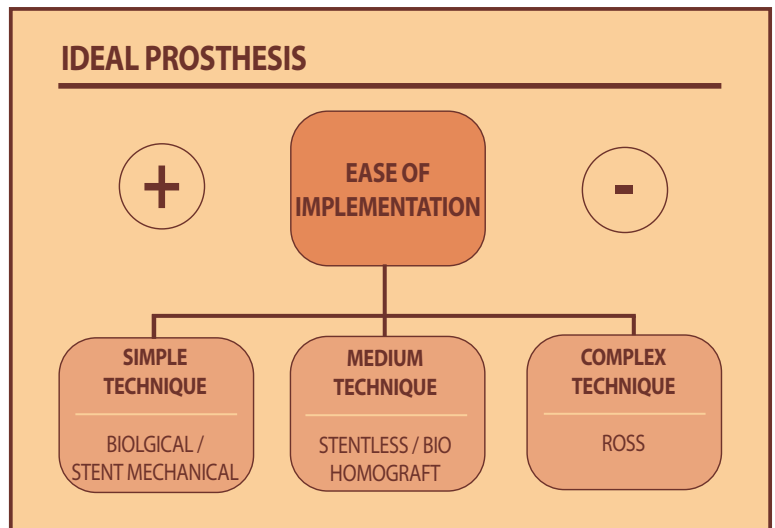 IDEAL PROSTHESIS
+
EASE OF
IMPLEMENTATION
-
SIMPLE
TECHNIQUE
BIOLGICAL /
STENT MECHANICAL
MEDIUM
TECHNIQUE
STENTLESS / BIO
HOMOGRAFT
COMPLEX
TECHNIQUE
ROSS